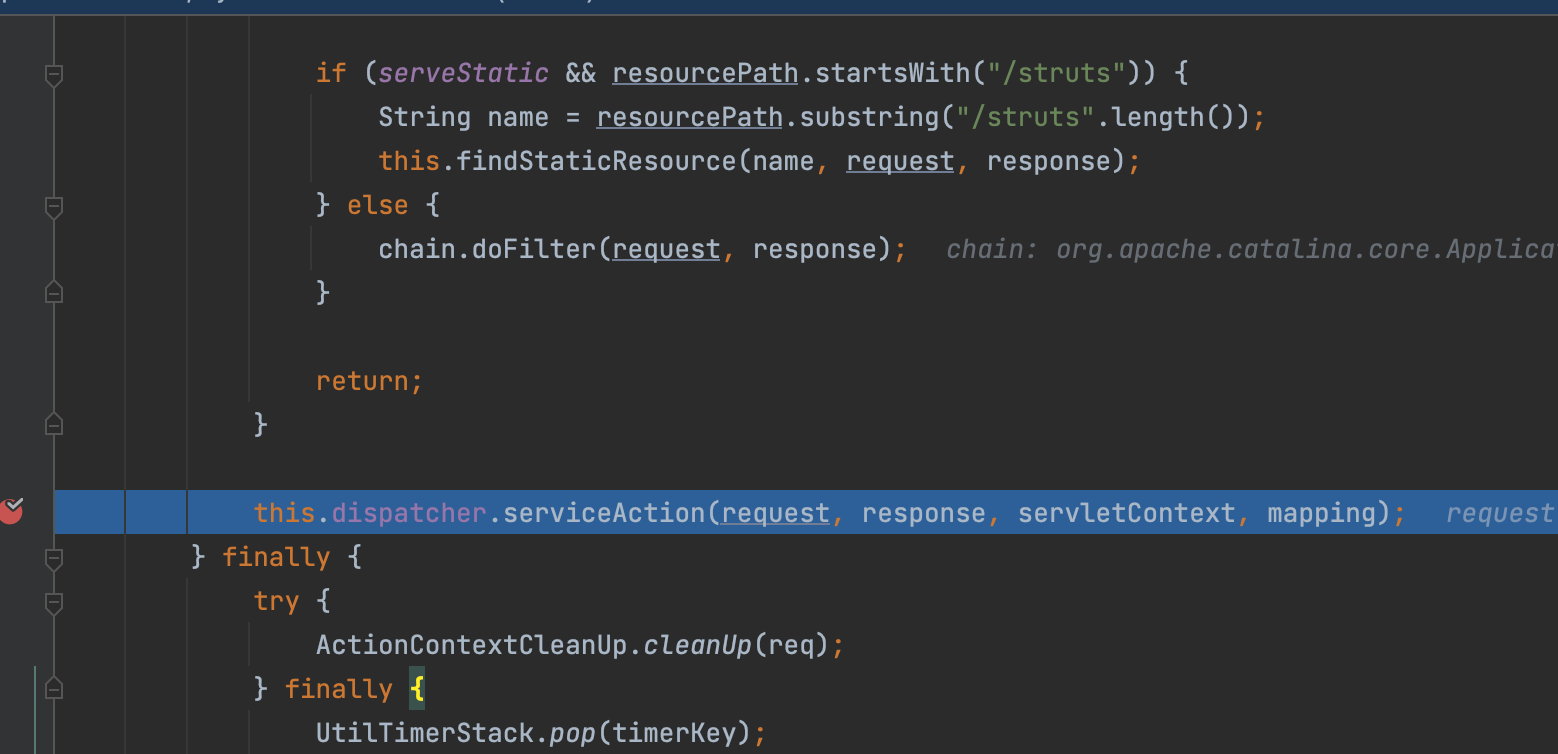 if (serveStatic && resourcePath.startsWith("/struts")) {
String name = resourcePath.substring("/struts".length());
this.findStaticResource(name, request, response);
} else {
chain.doFilter(request, response); chain: org.apache.catalina.core.Applica
}
return;
}
this.dispatcher.serviceAction(request, response, servletContext, mapping); request
} finally {
try {
ActionContextCleanUp.cleanUp(req);
} finally {
UtilTimerStack.pop(timerKey);